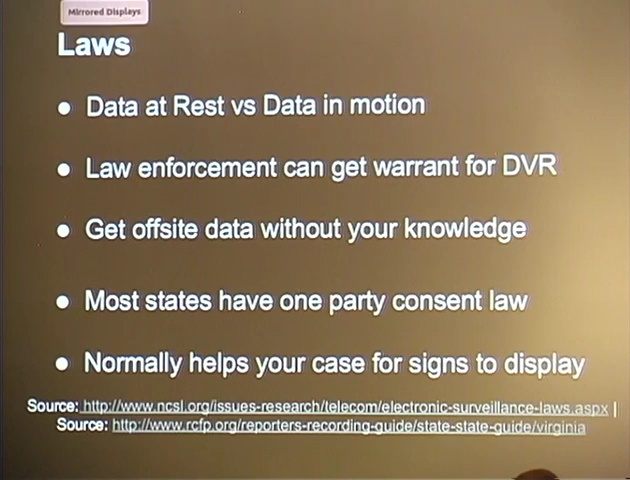 Mirrored Displays
Laws
● Data at Rest vs Data in motion
● Law enforcement can get warrant for DVR
● Get offsite data without your knowledge
● Most states have one party consent law
● Normally helps your case for signs to display
Source: http://www.ncsl.org/issues-research/telecom/electronic-surveillance-laws.aspx |
Source: http://www.rcfp.org/reporters-recording-guide/state-state-guide/virginia